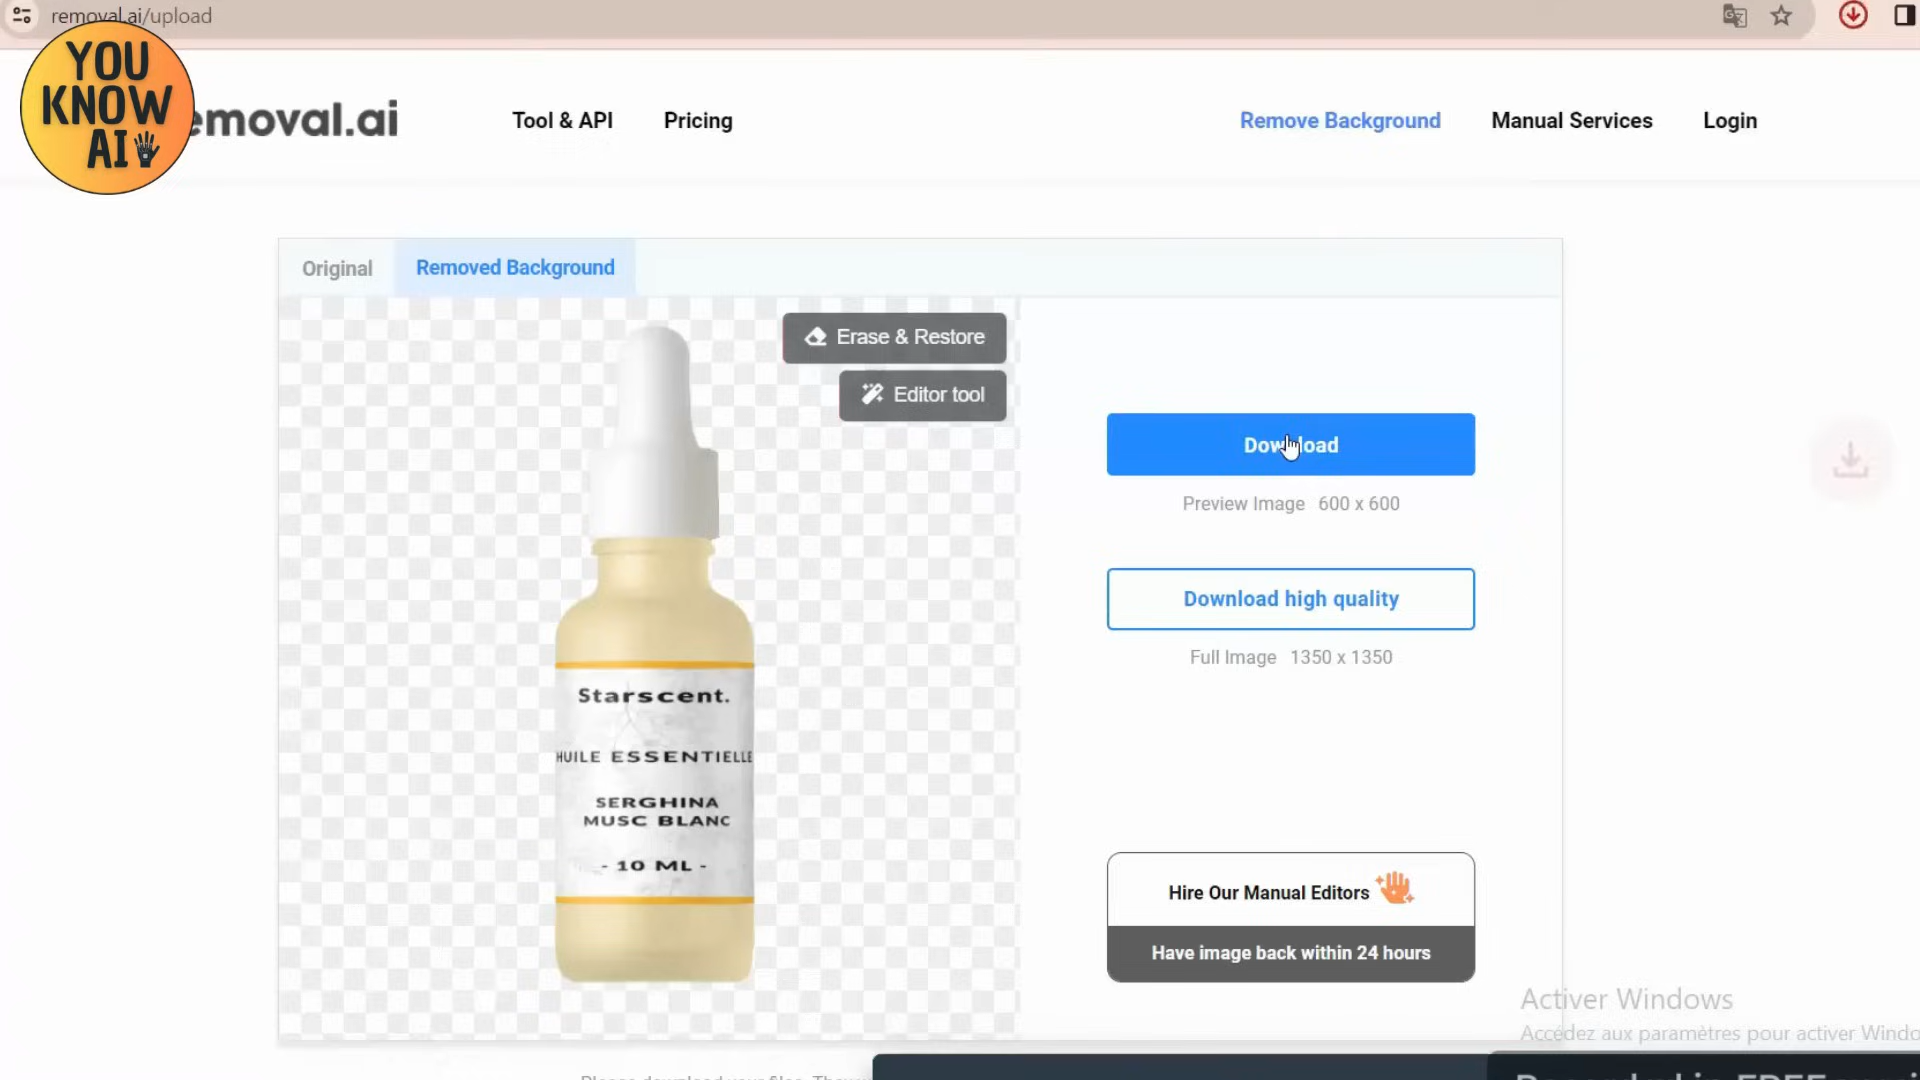 removal.ai/upload
YOU
KNOW
AI
emoval.ai
Tool & API
Pricing
Remove Background
Manual Services
Login
Original
Removed Background
Erase & Restore
Editor tool
Download
Preview Image 600 x 600
Download high quality
Full Image 1350 x 1350
Starscent.
HUILE ESSENTIELLE
SERGHINA
MUSC BLANC
- 10 ML -
Hire Our Manual Editors
Have image back within 24 hours
Activer Windows
Accédez aux paramètres pour activer Windo